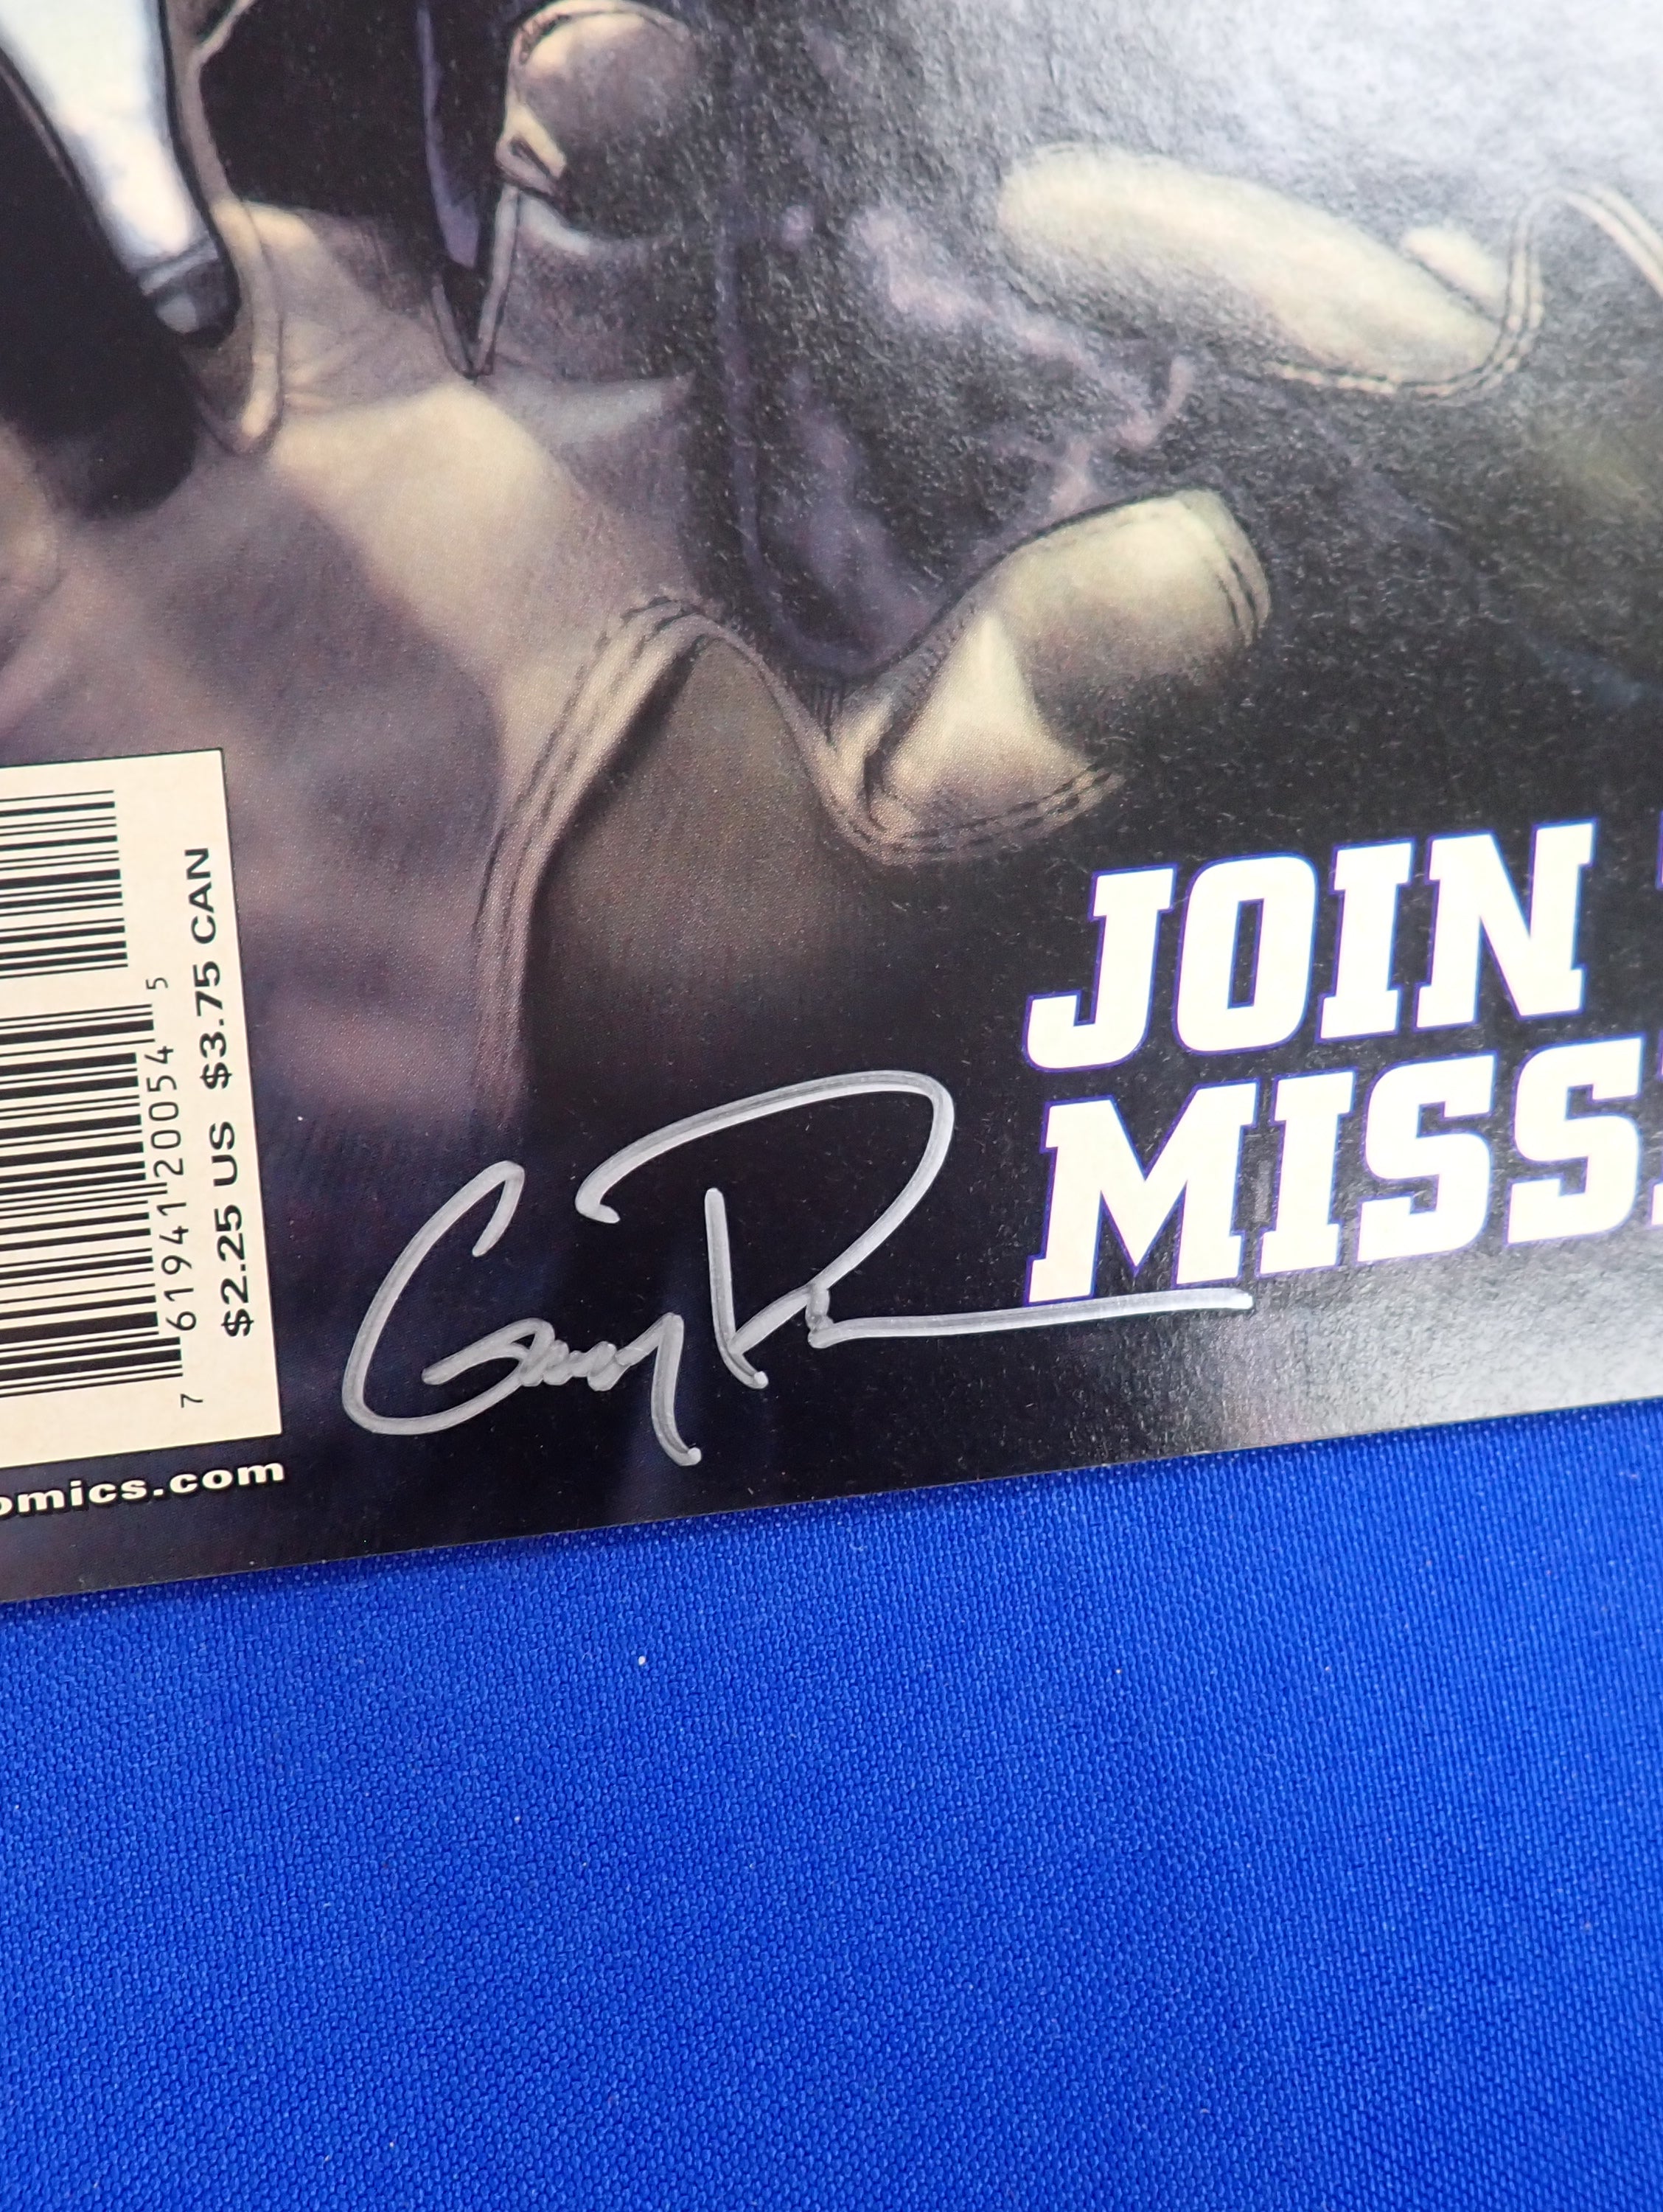 JOIN
MISS
$2.25 US $3.75 CAN
7 61941 20054 5
omics.com